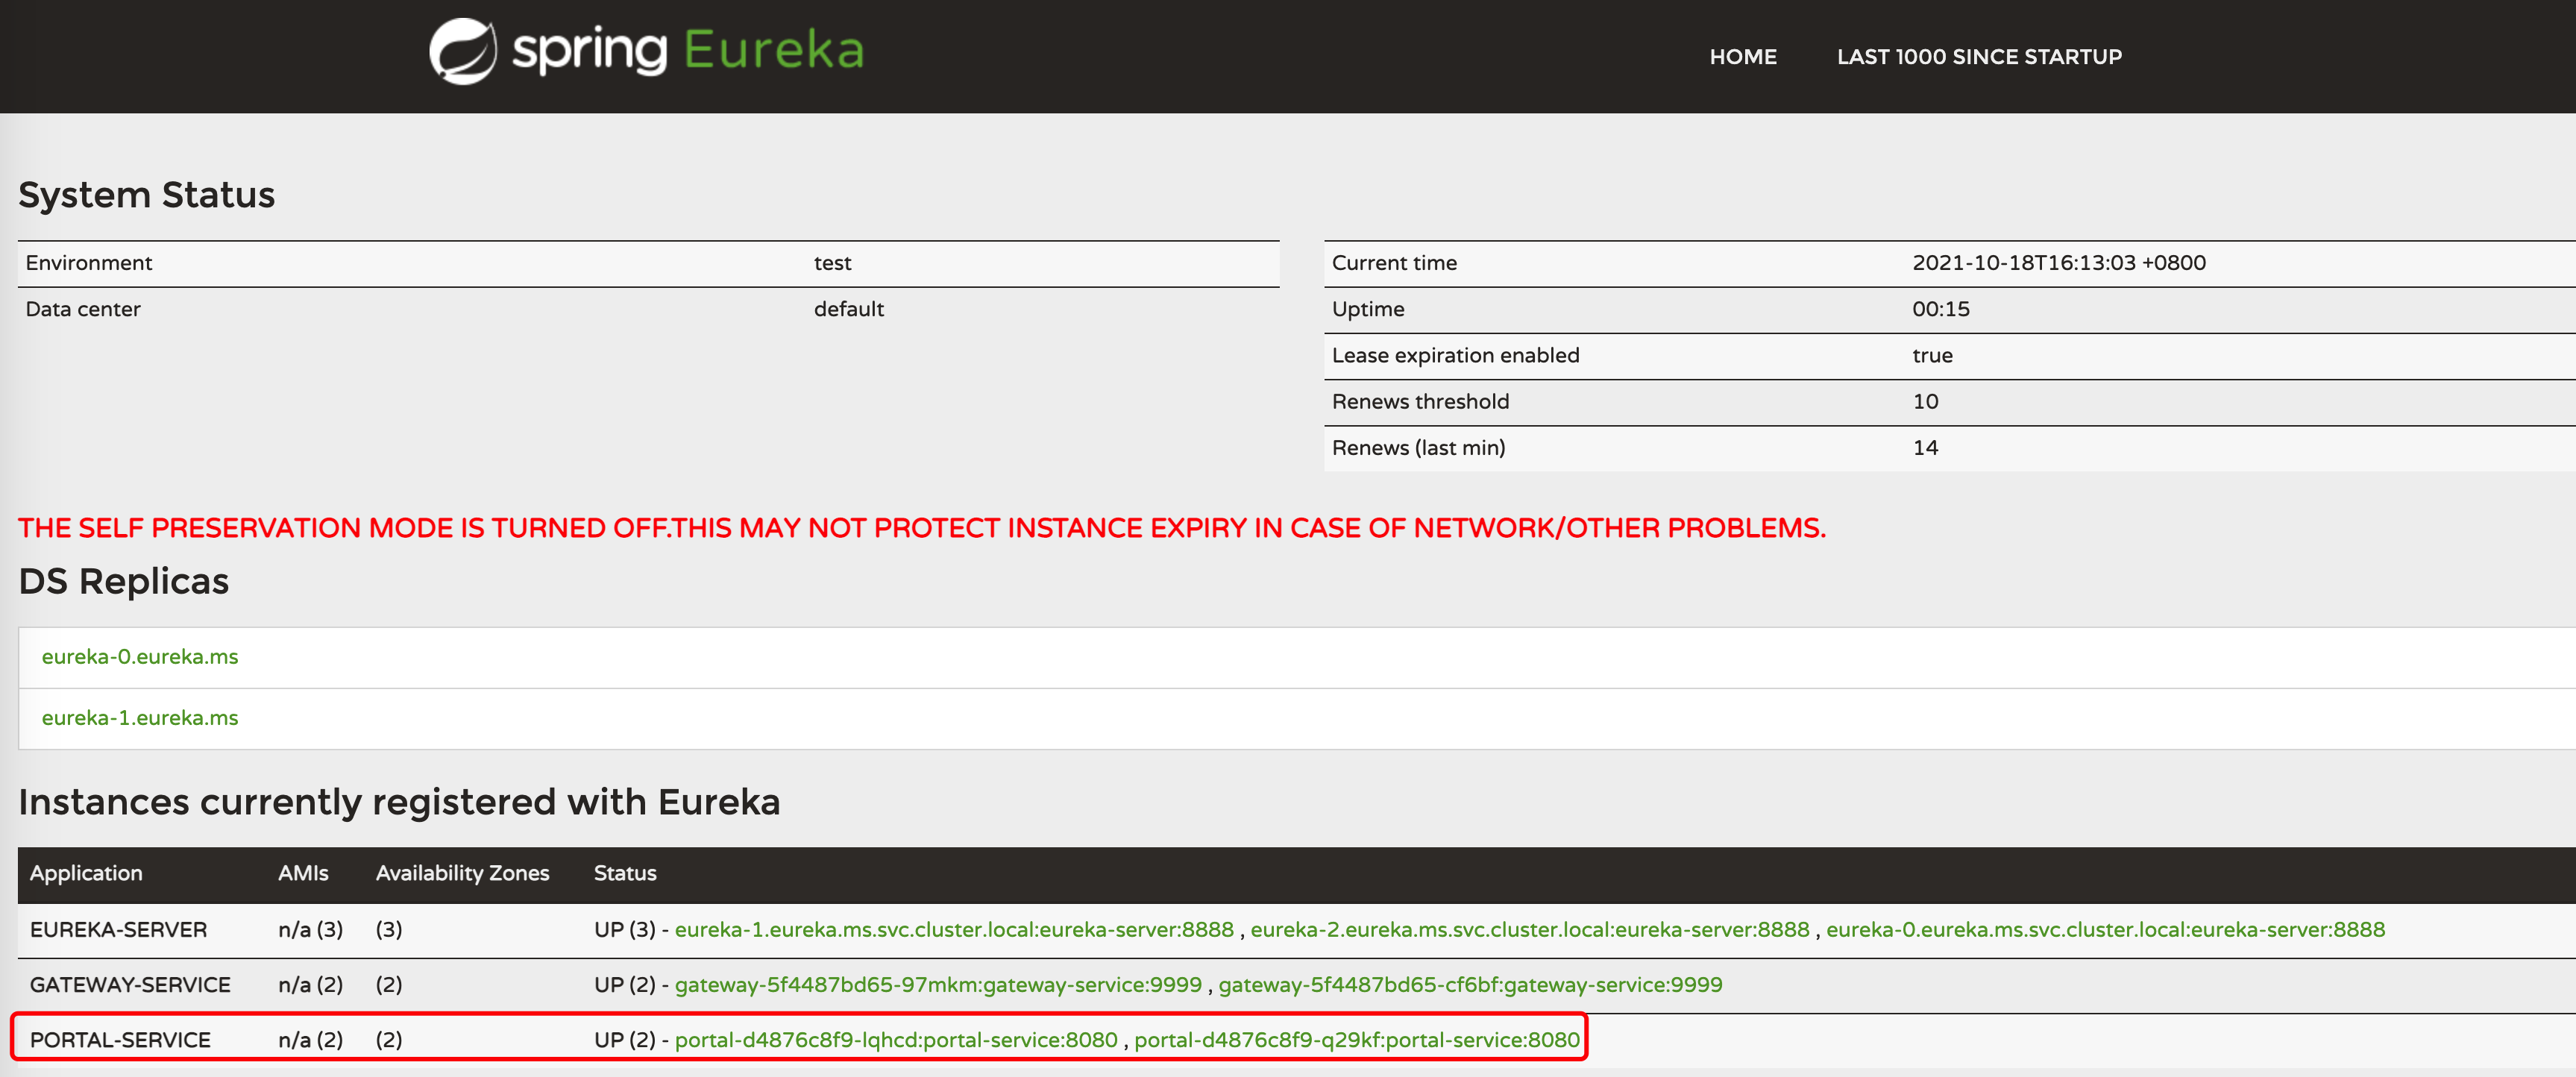 spring Eureka
HOME LAST 1000 SINCE STARTUP
System Status
Environment test
Data center default
Current time 2021-10-18T16:13:03 +0800
Uptime 00:15
Lease expiration enabled true
Renews threshold 10
Renews (last min) 14
THE SELF PRESERVATION MODE IS TURNED OFF.THIS MAY NOT PROTECT INSTANCE EXPIRY IN CASE OF NETWORK/OTHER PROBLEMS.
DS Replicas
eureka-0.eureka.ms
eureka-1.eureka.ms
Instances currently registered with Eureka
Application AMIs Availability Zones Status
EUREKA-SERVER n/a (3) (3) UP (3) - eureka-1.eureka.ms.svc.cluster.local:eureka-server:8888 , eureka-2.eureka.ms.svc.cluster.local:eureka-server:8888 , eureka-0.eureka.ms.svc.cluster.local:eureka-server:8888
GATEWAY-SERVICE n/a (2) (2) UP (2) - gateway-5f4487bd65-97mkm:gateway-service:9999 , gateway-5f4487bd65-cf6bf:gateway-service:9999
PORTAL-SERVICE n/a (2) (2) UP (2) - portal-d4876c8f9-lqhcd:portal-service:8080 , portal-d4876c8f9-q29kf:portal-service:8080